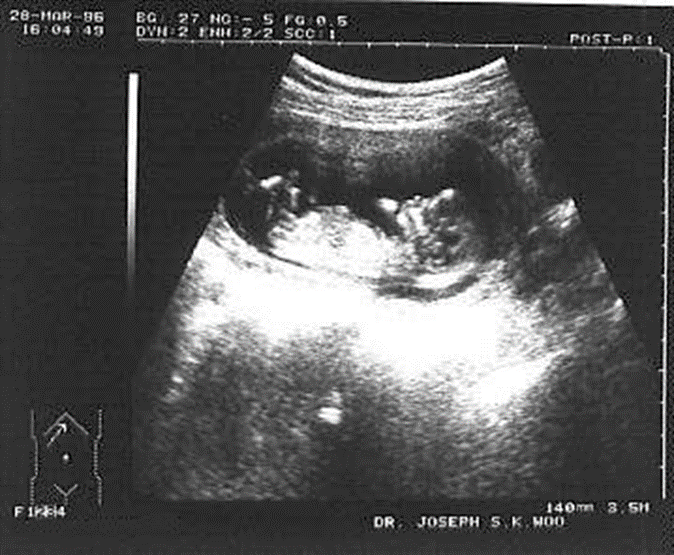 28-MAR-96
16:04:49
BG: 27 NG:- 5 FG:0.5
DYN:2 ENH:2/2 SCC:1
POST-P:1
140mm 3.5M
DR. JOSEPH S.K.WOO